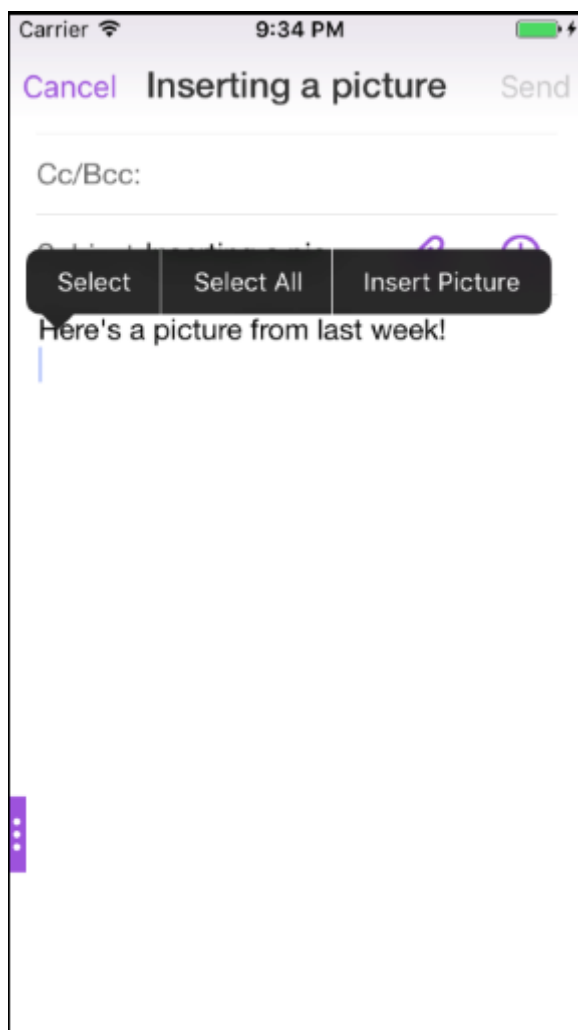 Carrier 9:34 PM
Cancel Inserting a picture Send
Cc/Bcc:
Select Select All Insert Picture
Here's a picture from last week!